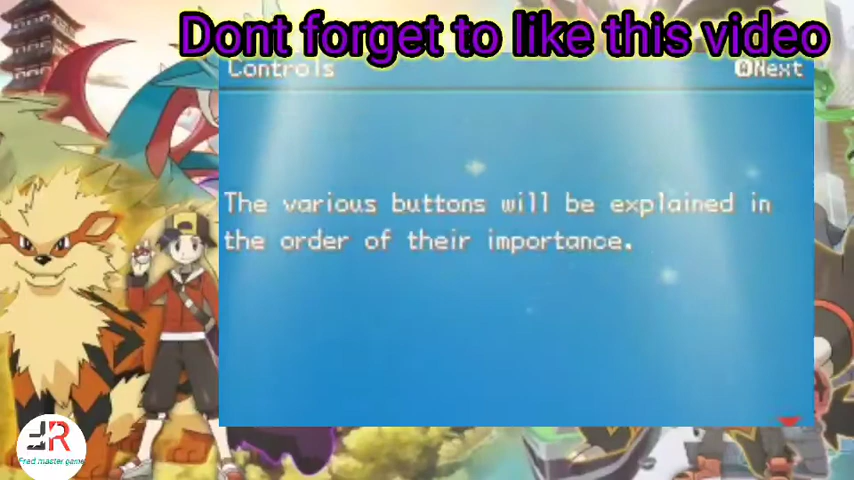 Dont forget to like this video
Controls
ⒶNext
The various buttons will be explained in
the order of their importance.
Fred master game